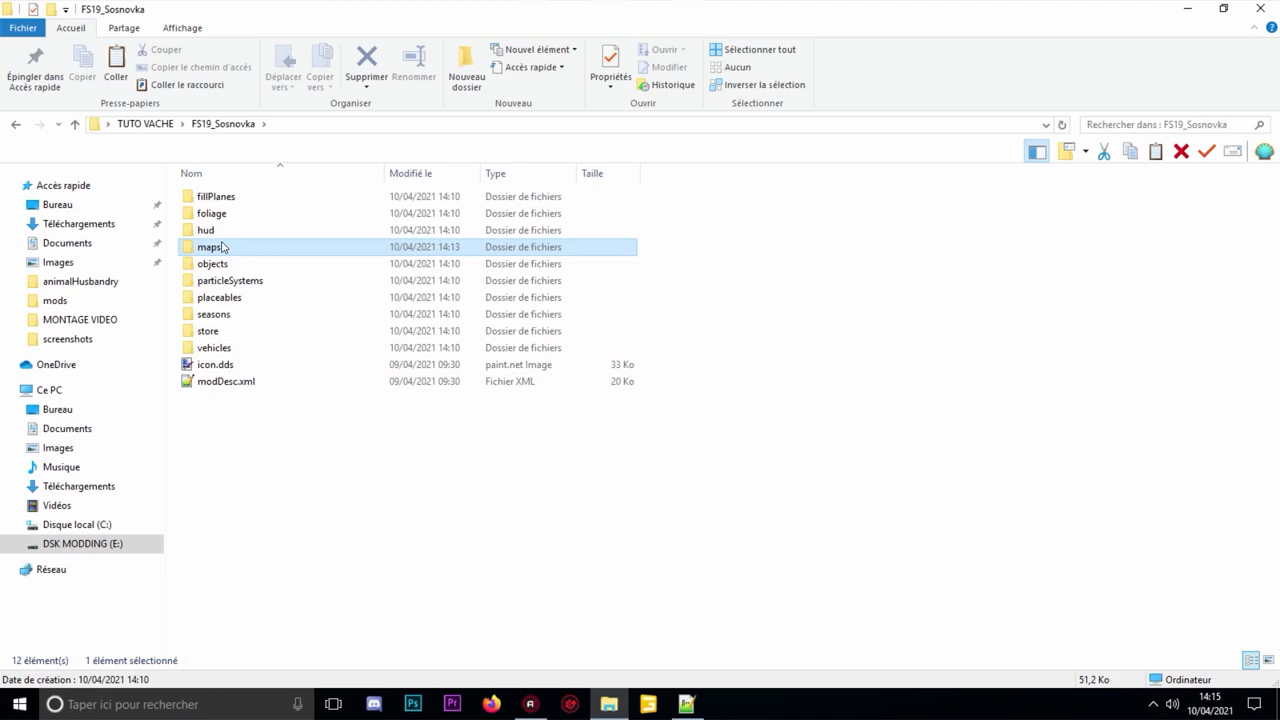 FS19_Sosnovka
Fichier Accueil Partage Affichage
Épingler dans Accès rapide
Copier
Coller
Couper
Copier le chemin d'accès
Coller le raccourci
Presse-papiers
Déplacer vers
Copier vers
Supprimer
Renommer
Organiser
Nouveau dossier
Nouvel élément
Accès rapide
Nouveau
Propriétés
Ouvrir
Modifier
Historique
Ouvrir
Sélectionner tout
Aucun
Inverser la sélection
Sélectionner
TUTO VACHE FS19_Sosnovka
Rechercher dans : FS19_Sosnovka
Accès rapide
Bureau
Téléchargements
Documents
Images
animalHusbandry
mods
MONTAGE VIDEO
screenshots
OneDrive
Ce PC
Bureau
Documents
Images
Musique
Téléchargements
Vidéos
Disque local (C:)
DSK MODDING (E:)
Réseau
Nom Modifié le Type Taille
fillPlanes 10/04/2021 14:10 Dossier de fichiers
foliage 10/04/2021 14:10 Dossier de fichiers
hud 10/04/2021 14:10 Dossier de fichiers
maps 10/04/2021 14:13 Dossier de fichiers
objects 10/04/2021 14:10 Dossier de fichiers
particleSystems 10/04/2021 14:10 Dossier de fichiers
placeables 10/04/2021 14:10 Dossier de fichiers
seasons 10/04/2021 14:10 Dossier de fichiers
store 10/04/2021 14:10 Dossier de fichiers
vehicles 10/04/2021 14:10 Dossier de fichiers
icon.dds 09/04/2021 09:30 paint.net Image 33 Ko
modDesc.xml 09/04/2021 09:30 Fichier XML 20 Ko
12 élément(s) 1 élément sélectionné
Date de création : 10/04/2021 14:10 51,2 Ko Ordinateur
Taper ici pour rechercher
Ps
Pr
14:15
10/04/2021